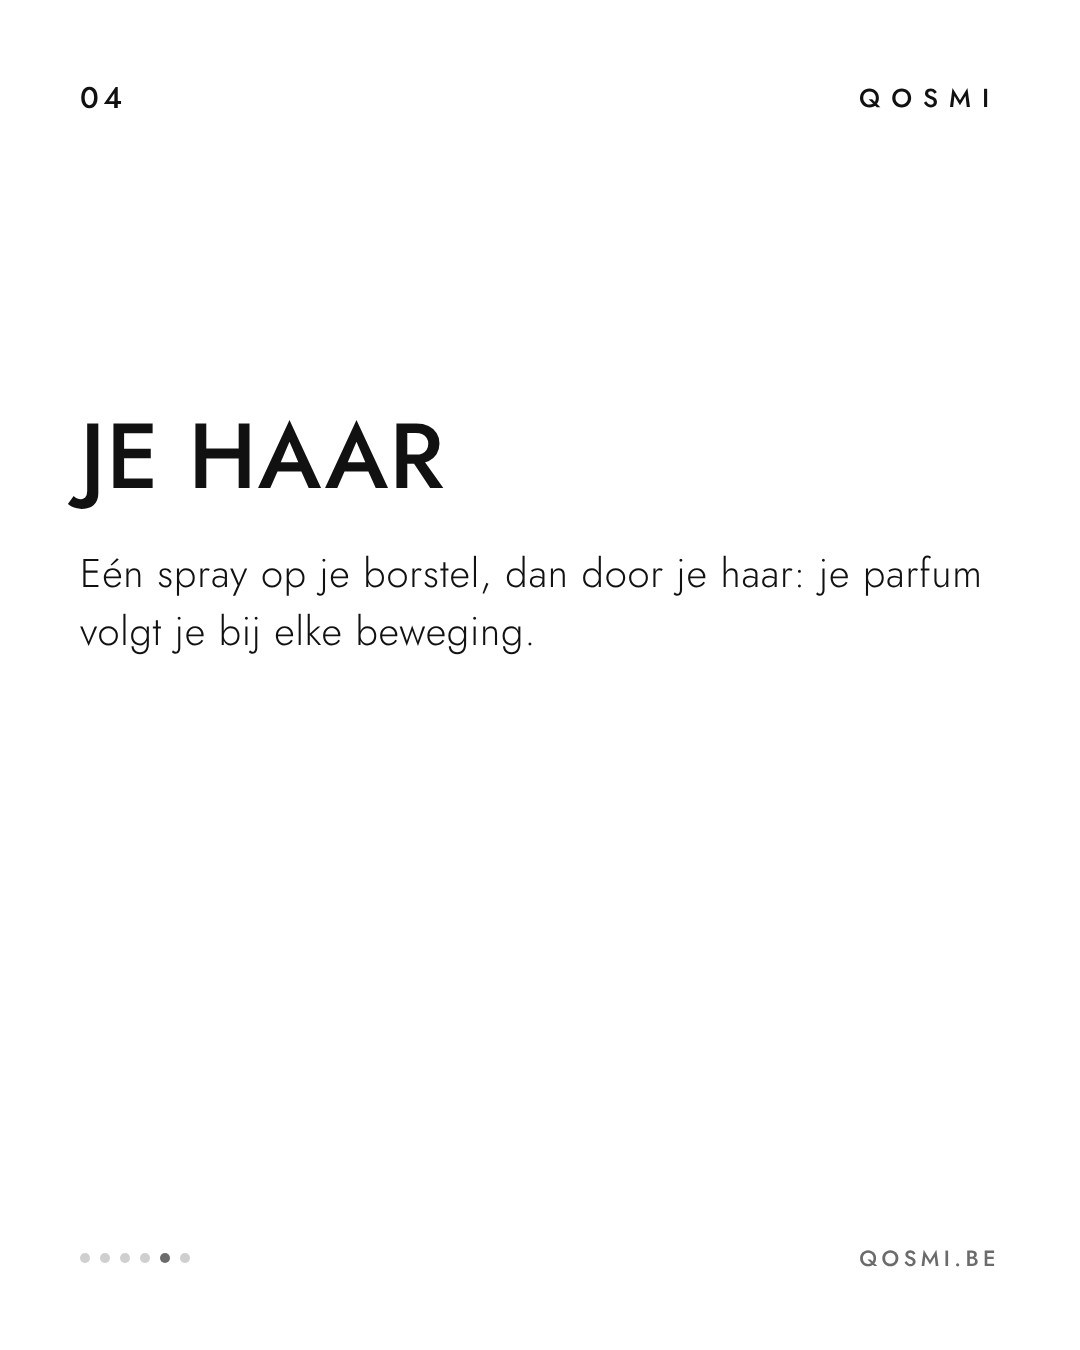 04
QOSMI
JE HAAR
Eén spray op je borstel, dan door je haar: je parfum
volgt je bij elke beweging.
QOSMI.BE